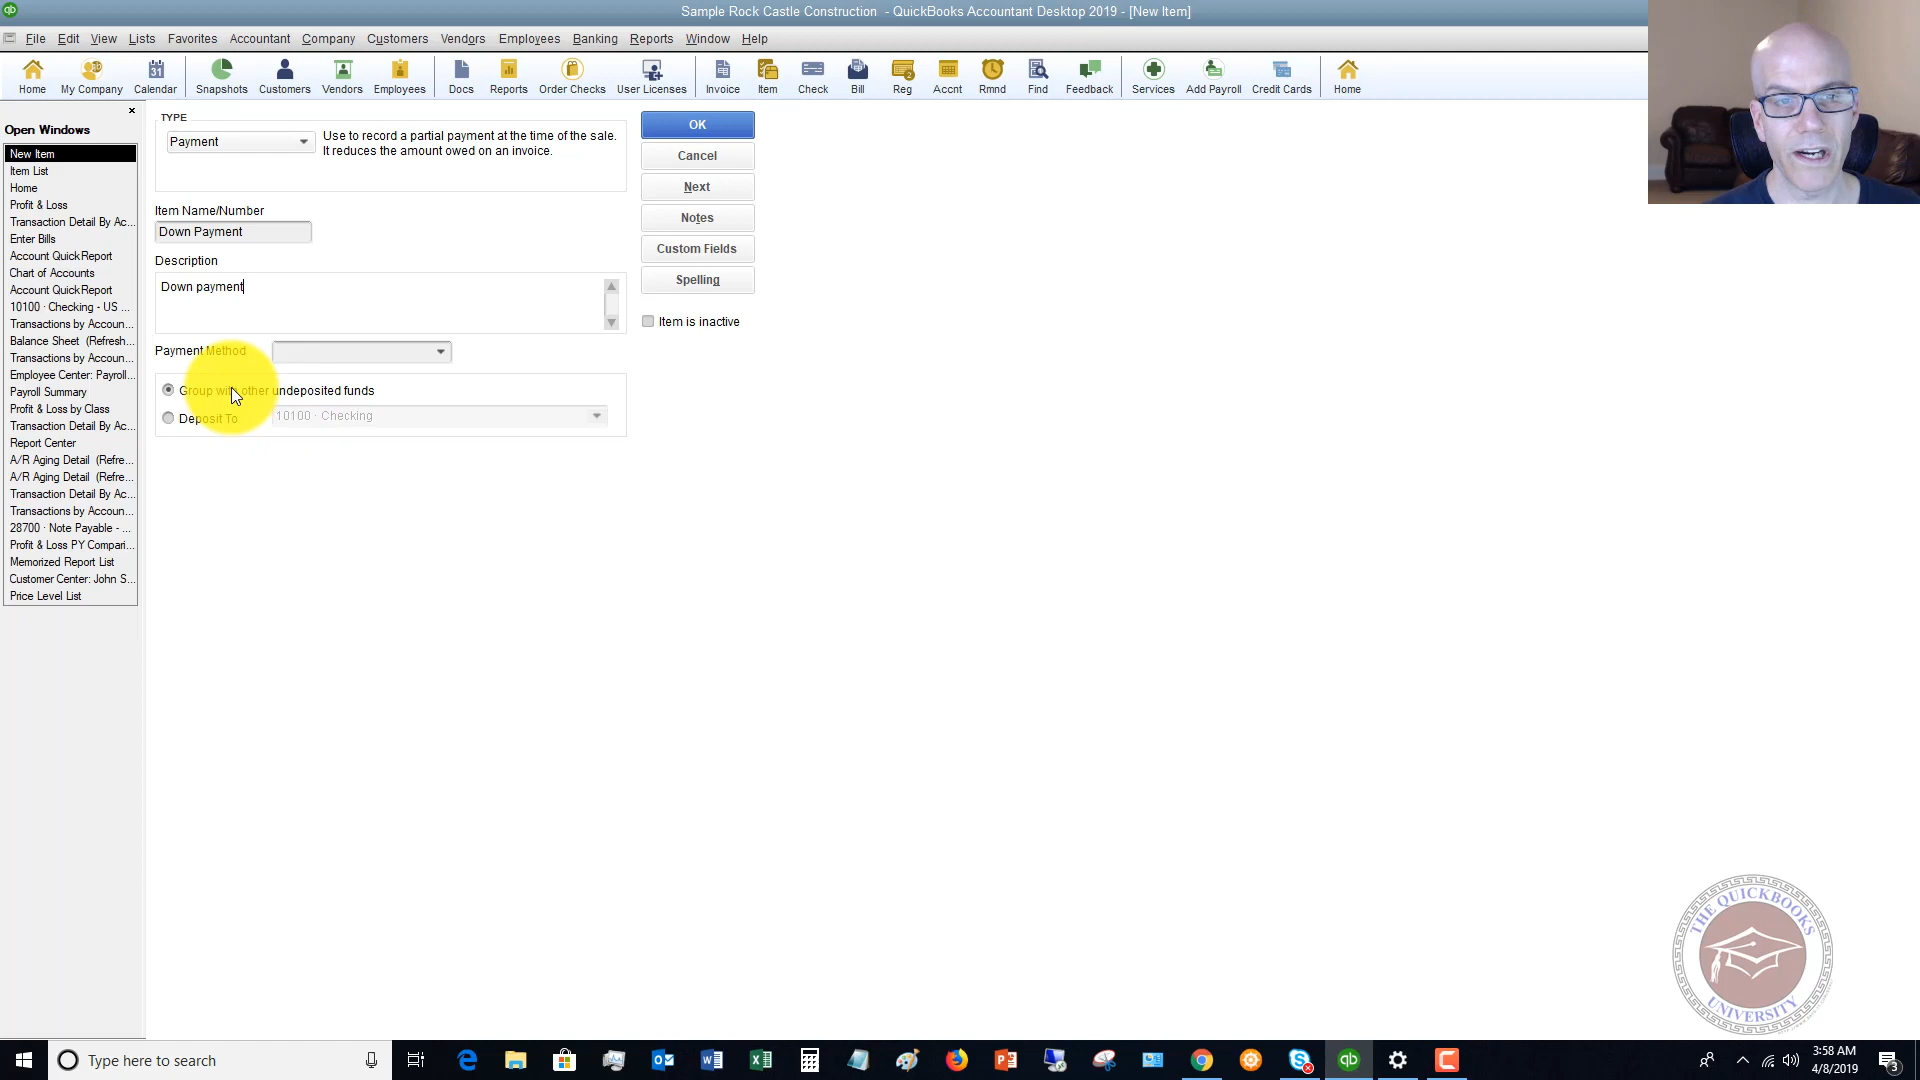 Sample Rock Castle Construction - QuickBooks Accountant Desktop 2019 - [New Item]
File Edit View Lists Favorites Accountant Company Customers Vendors Employees Banking Reports Window Help
Home My Company Calendar Snapshots Customers Vendors Employees Docs Reports Order Checks User Licenses Invoice Item Check Bill Reg Accnt Rmnd Find Feedback Services Add Payroll Credit Cards Home
Open Windows
New Item
Item List
Home
Profit & Loss
Transaction Detail By Ac...
Enter Bills
Account QuickReport
Chart of Accounts
Account QuickReport
10100 · Checking - US ...
Transactions by Accoun...
Balance Sheet (Refresh...
Transactions by Accoun...
Employee Center: Payroll...
Payroll Summary
Profit & Loss by Class
Transaction Detail By Ac...
Report Center
A/R Aging Detail (Refre...
A/R Aging Detail (Refre...
Transaction Detail By Ac...
Transactions by Accoun...
28700 · Note Payable - ...
Profit & Loss PY Compari...
Memorized Report List
Customer Center: John S...
Price Level List
TYPE
Payment
Use to record a partial payment at the time of the sale.
It reduces the amount owed on an invoice.
Item Name/Number
Down Payment
Description
Down payment
Payment Method
Group with other undeposited funds
Deposit To 10100 · Checking
OK
Cancel
Next
Notes
Custom Fields
Spelling
Item is inactive
THE QUICKBOOKS
UNIVERSITY
Type here to search
3:58 AM
4/8/2019
3